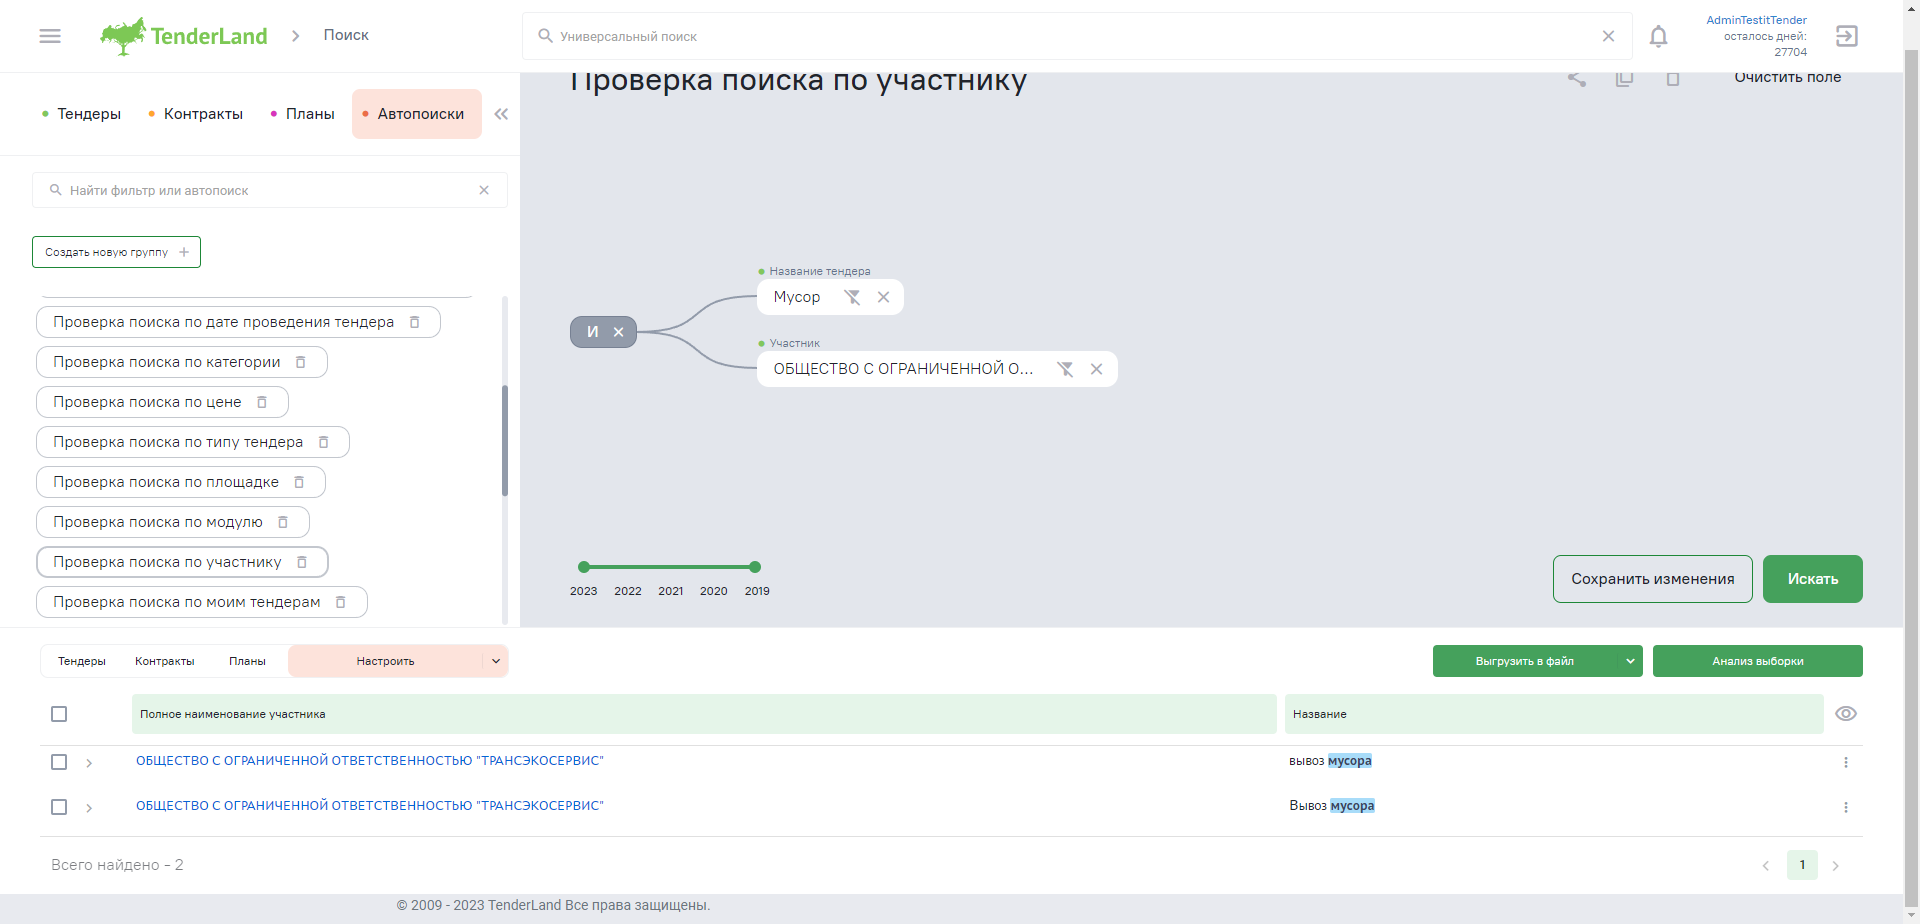 TenderLand
Поиск
Универсальный поиск
AdminTestitTender
осталось дней:
27704
Тендеры
Контракты
Планы
Автопоиски
Найти фильтр или автопоиск
Создать новую группу
Проверка поиска по дате проведения тендера
Проверка поиска по категории
Проверка поиска по цене
Проверка поиска по типу тендера
Проверка поиска по площадке
Проверка поиска по модулю
Проверка поиска по участнику
Проверка поиска по моим тендерам
Проверка поиска по участнику
Очистить поле
Название тендера
Мусор
И
Участник
ОБЩЕСТВО С ОГРАНИЧЕННОЙ О...
2023 2022 2021 2020 2019
Сохранить изменения
Искать
Тендеры
Контракты
Планы
Настроить
Выгрузить в файл
Анализ выборки
Полное наименование участника
Название
ОБЩЕСТВО С ОГРАНИЧЕННОЙ ОТВЕТСТВЕННОСТЬЮ "ТРАНСЭКОСЕРВИС"
вывоз мусора
ОБЩЕСТВО С ОГРАНИЧЕННОЙ ОТВЕТСТВЕННОСТЬЮ "ТРАНСЭКОСЕРВИС"
Вывоз мусора
Всего найдено - 2
1
© 2009 - 2023 TenderLand Все права защищены.